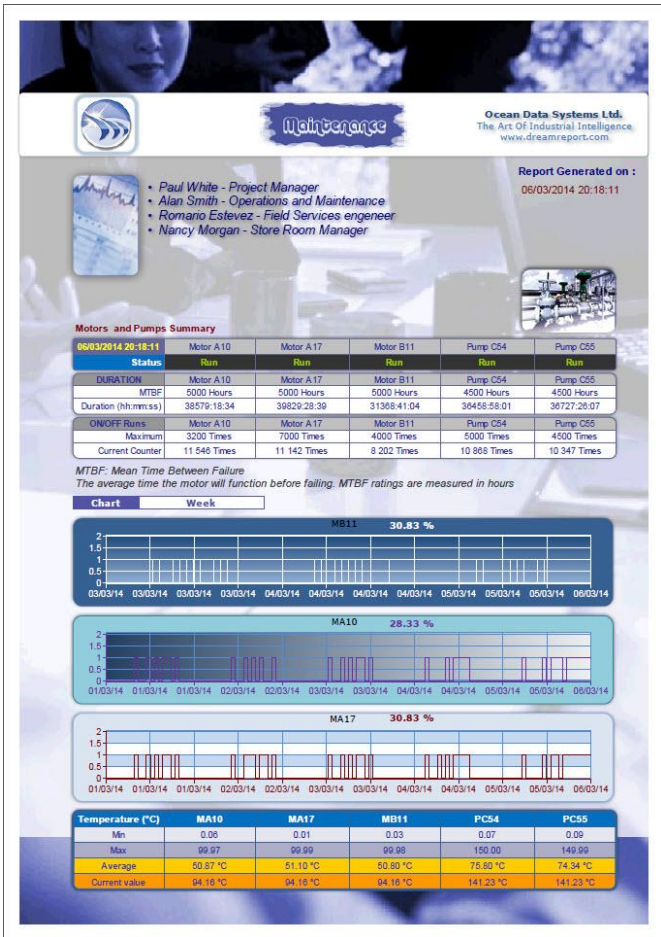 Maintenance
Ocean Data Systems Ltd.
The Art Of Industrial Intelligence
www.dreamreport.com
Report Generated on :
06/03/2014 20:18:11
• Paul White - Project Manager
• Alan Smith - Operations and Maintenance
• Romario Estevez - Field Services engeneer
• Nancy Morgan - Store Room Manager
Motors and Pumps Summary
06/03/2014 20:18:11 Motor A10 Motor A17 Motor B11 Pump C54 Pump C55
Status Run Run Run Run Run
DURATION Motor A10 Motor A17 Motor B11 Pump C54 Pump C55
MTBF 5000 Hours 5000 Hours 5000 Hours 4500 Hours 4500 Hours
Duration (hh:mm:ss) 38579:18:34 39829:28:39 31368:41:04 36458:58:01 36727:26:07
ON/OFF Runs Motor A10 Motor A17 Motor B11 Pump C54 Pump C55
Maximum 3200 Times 7000 Times 4000 Times 5000 Times 4500 Times
Current Counter 11 546 Times 11 142 Times 8 202 Times 10 868 Times 10 347 Times
MTBF: Mean Time Between Failure
The average time the motor will function before failing. MTBF ratings are measured in hours
Chart Week
MB11 30.83 %
2
1.5
1
0.5
0
03/03/14 03/03/14 03/03/14 03/03/14 04/03/14 04/03/14 04/03/14 04/03/14 05/03/14 05/03/14 05/03/14 06/03/14
MA10 28.33 %
2
1.5
1
0.5
0
01/03/14 01/03/14 01/03/14 02/03/14 02/03/14 03/03/14 03/03/14 04/03/14 04/03/14 05/03/14 05/03/14 06/03/14
MA17 30.83 %
2
1.5
1
0.5
0
01/03/14 01/03/14 01/03/14 02/03/14 02/03/14 03/03/14 03/03/14 04/03/14 04/03/14 05/03/14 05/03/14 06/03/14
Temperature (°C) MA10 MA17 MB11 PC54 PC55
Min 0.06 0.01 0.03 0.07 0.09
Max 99.97 99.99 99.98 150.00 149.99
Average 50.87 °C 51.10 °C 50.80 °C 75.80 °C 74.34 °C
Current value 94.16 °C 94.16 °C 94.16 °C 141.23 °C 141.23 °C